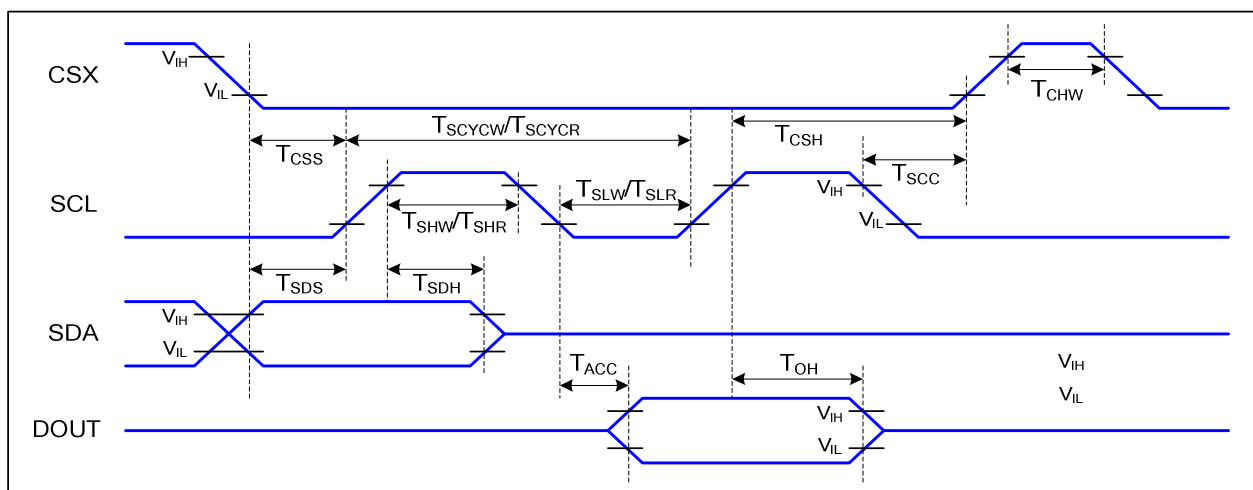 CSX
VIH
VIL
TCHW
TSCYCW/TSCYCR
TCSH
TCSS
TSCC
SCL
TSLW/TSLR
VIH
TSHW/TSHR
VIL
TSDS
TSDH
SDA
VIH
VIL
TACC
TOH
VIH
VIL
DOUT
VIH
VIL